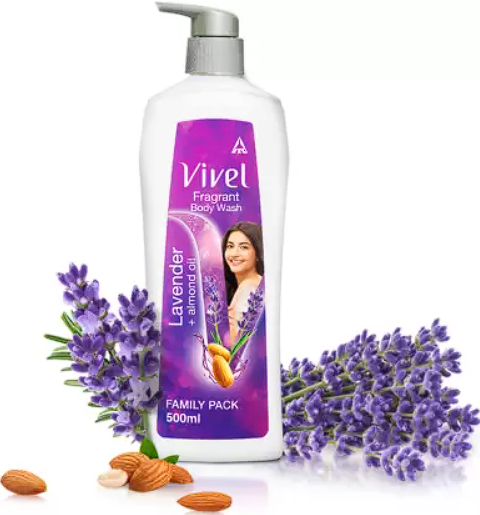 Vivel
Fragrant
Body Wash
Lavender
+ almond oil
FAMILY PACK
500ml